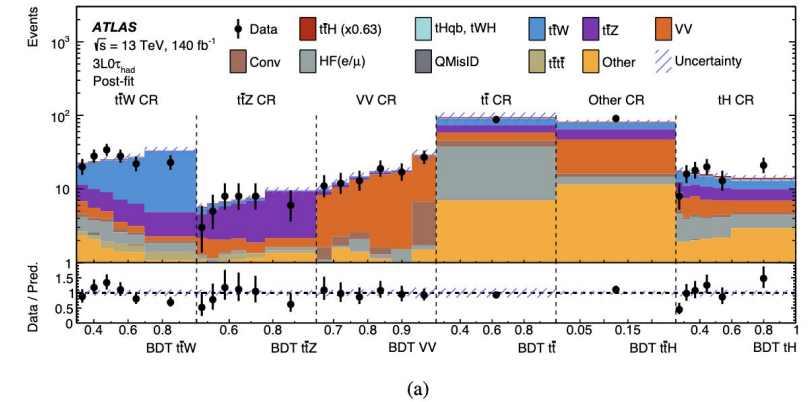 Events
10³
10²
10
1
ATLAS
√s = 13 TeV, 140 fb⁻¹
3L0τhad
Post-fit
Data
tt̄H (x0.63)
tHqb, tWH
tt̄W
tt̄Z
VV
Conv
HF(e/μ)
QMisID
tt̄tt̄
Other
Uncertainty
tt̄W CR
tt̄Z CR
VV CR
tt̄ CR
Other CR
tH CR
Data / Pred.
1.5
1
0.5
0
0.4 0.6 0.8
0.6 0.8
0.7 0.8 0.9
0.4 0.6 0.8
0.05 0.15
0.4 0.6 0.8 1
BDT tt̄W
BDT tt̄Z
BDT VV
BDT tt̄
BDT tt̄H
BDT tH
(a)